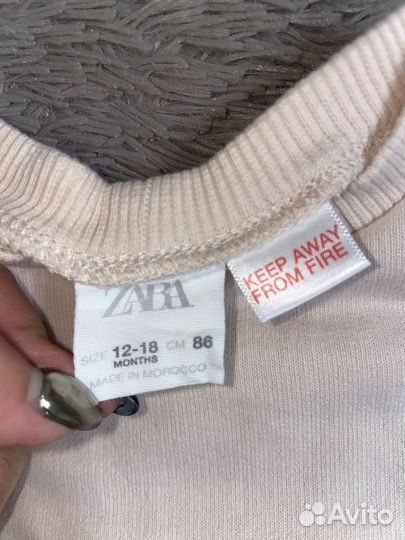 ZARA
KEEP AWAY
FROM FIRE
SIZE 12-18 CM 86
MONTHS
MADE IN MOROCCO
Avito